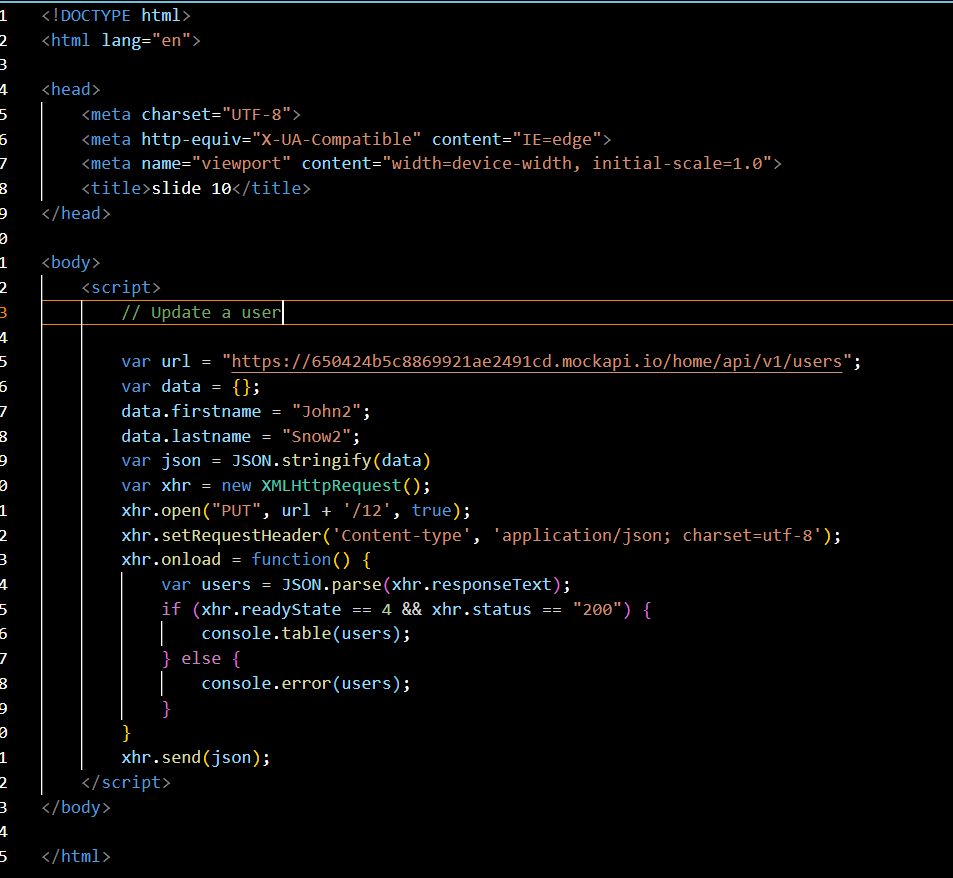 1 <!DOCTYPE html>
2 <html lang="en">
3
4 <head>
5     <meta charset="UTF-8">
6     <meta http-equiv="X-UA-Compatible" content="IE=edge">
7     <meta name="viewport" content="width=device-width, initial-scale=1.0">
8     <title>slide 10</title>
9 </head>
0
1 <body>
2     <script>
3         // Update a user
4
5         var url = "https://650424b5c8869921ae2491cd.mockapi.io/home/api/v1/users";
6         var data = {};
7         data.firstname = "John2";
8         data.lastname = "Snow2";
9         var json = JSON.stringify(data)
0         var xhr = new XMLHttpRequest();
1         xhr.open("PUT", url + '/12', true);
2         xhr.setRequestHeader('Content-type', 'application/json; charset=utf-8');
3         xhr.onload = function() {
4             var users = JSON.parse(xhr.responseText);
5             if (xhr.readyState == 4 && xhr.status == "200") {
6                 console.table(users);
7             } else {
8                 console.error(users);
9             }
0         }
1         xhr.send(json);
2     </script>
3 </body>
4
5 </html>